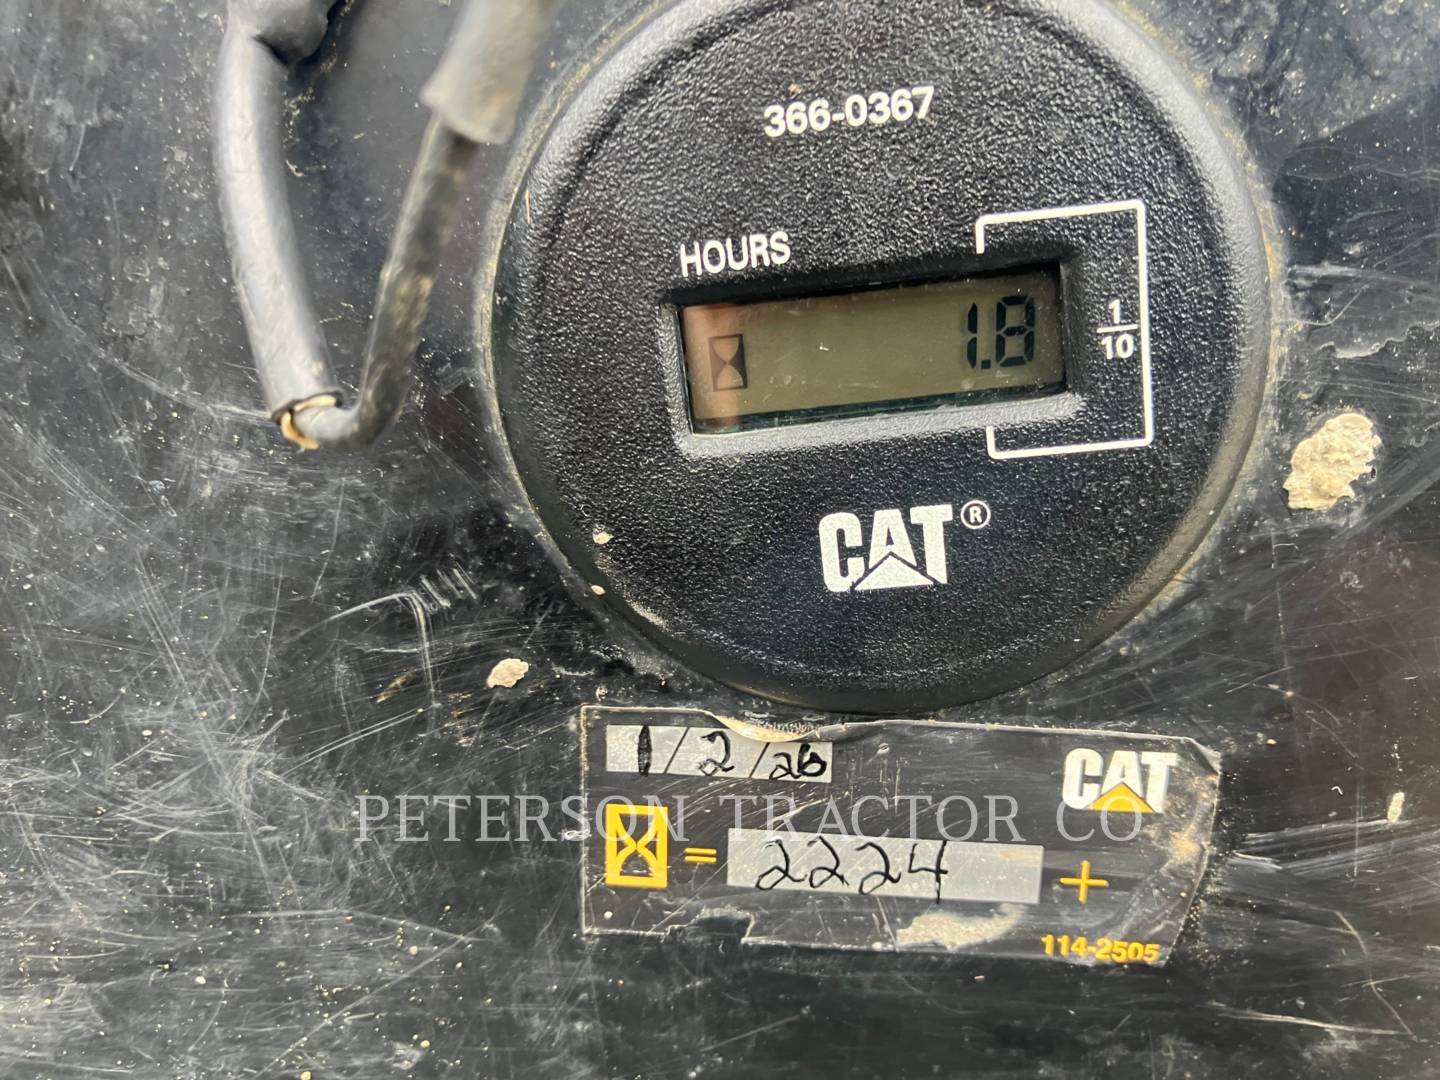 366-0367
HOURS
1.8
1/10
CAT®
1/2/26
CAT
PETERSON TRACTOR CO
= 2224 +
114-2505